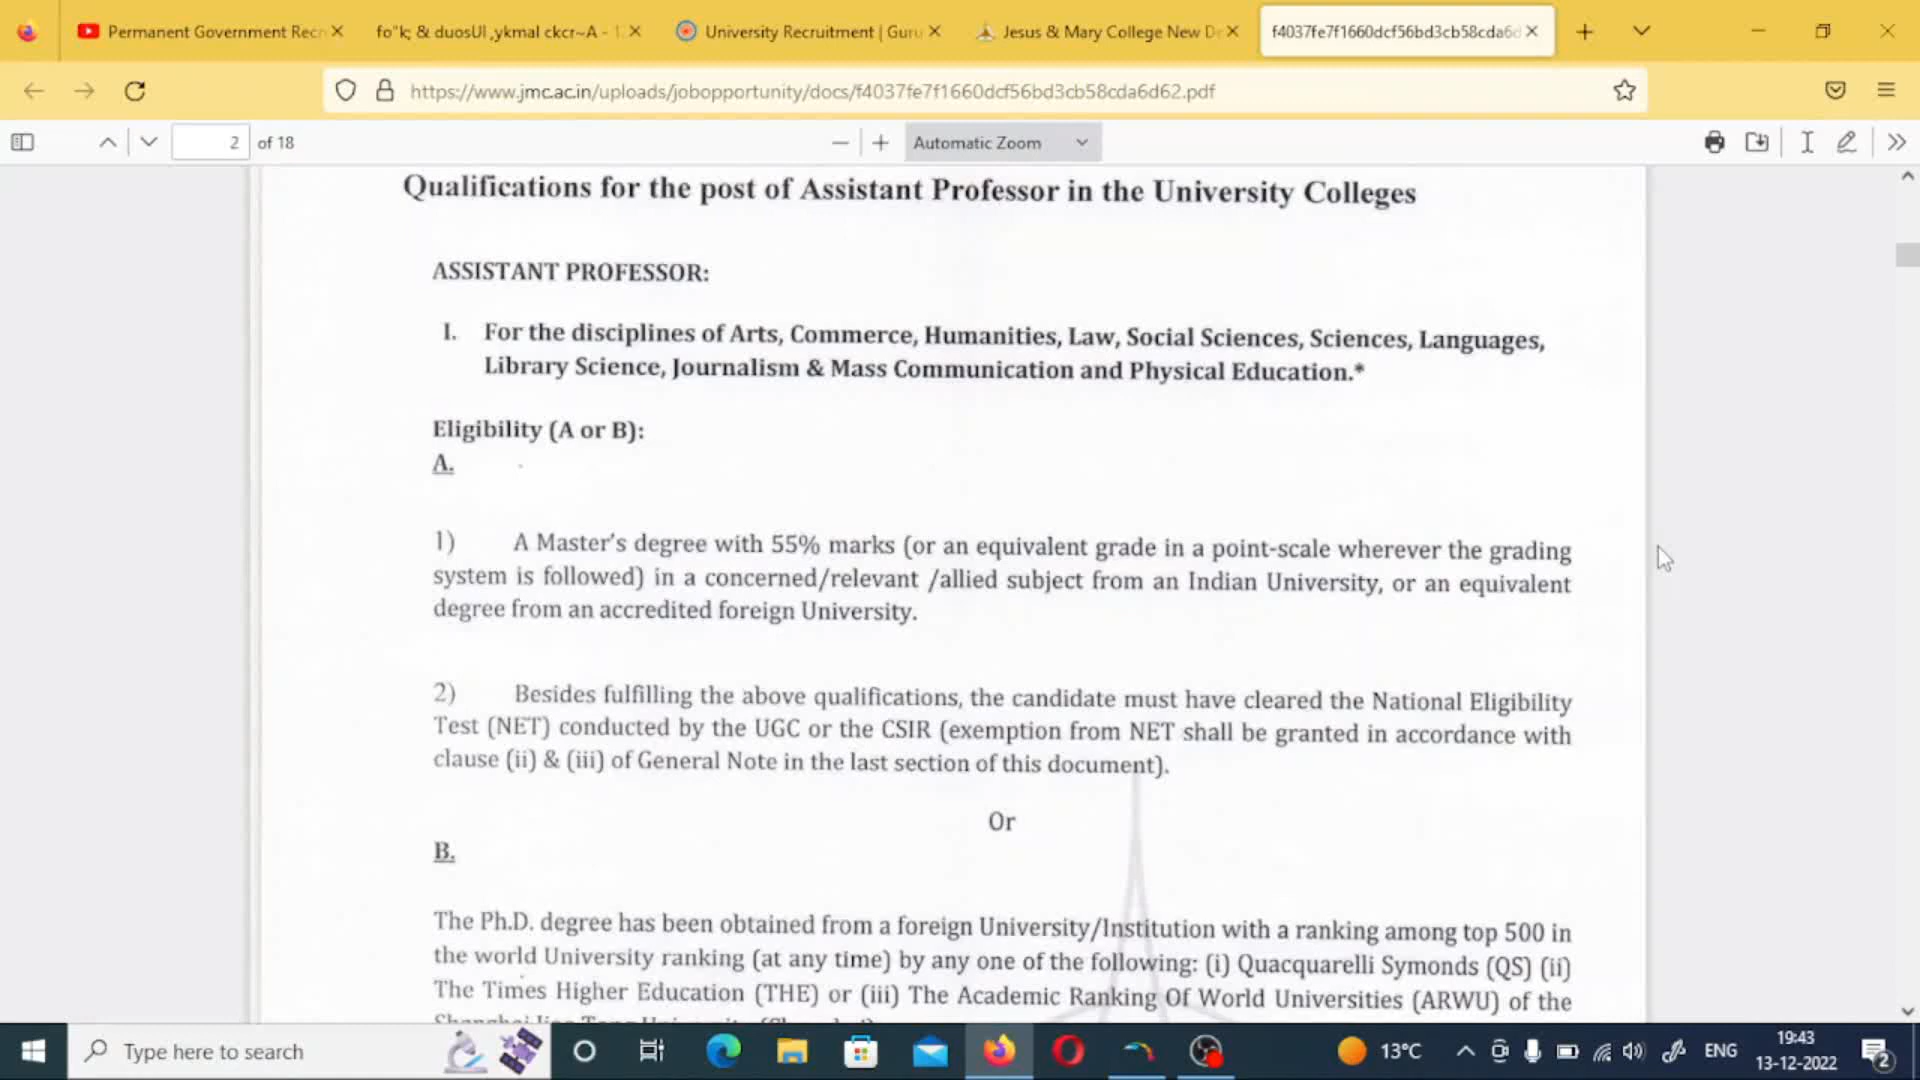 Permanent Government Recr
fo"k; & duosUl ,ykmal ckcr~A - 1
University Recruitment | Guru
Jesus & Mary College New De
f4037fe7f1660dcf56bd3cb58cda6d
https://www.jmc.ac.in/uploads/jobopportunity/docs/f4037fe7f1660dcf56bd3cb58cda6d62.pdf
2 of 18
Automatic Zoom
Qualifications for the post of Assistant Professor in the University Colleges
ASSISTANT PROFESSOR:
I. For the disciplines of Arts, Commerce, Humanities, Law, Social Sciences, Sciences, Languages,
Library Science, Journalism & Mass Communication and Physical Education.*
Eligibility (A or B):
A.
1) A Master's degree with 55% marks (or an equivalent grade in a point-scale wherever the grading
system is followed) in a concerned/relevant /allied subject from an Indian University, or an equivalent
degree from an accredited foreign University.
2) Besides fulfilling the above qualifications, the candidate must have cleared the National Eligibility
Test (NET) conducted by the UGC or the CSIR (exemption from NET shall be granted in accordance with
clause (ii) & (iii) of General Note in the last section of this document).
Or
B.
The Ph.D. degree has been obtained from a foreign University/Institution with a ranking among top 500 in
the world University ranking (at any time) by any one of the following: (i) Quacquarelli Symonds (QS) (ii)
The Times Higher Education (THE) or (iii) The Academic Ranking Of World Universities (ARWU) of the
Type here to search
13°C
ENG
19:43
13-12-2022
2